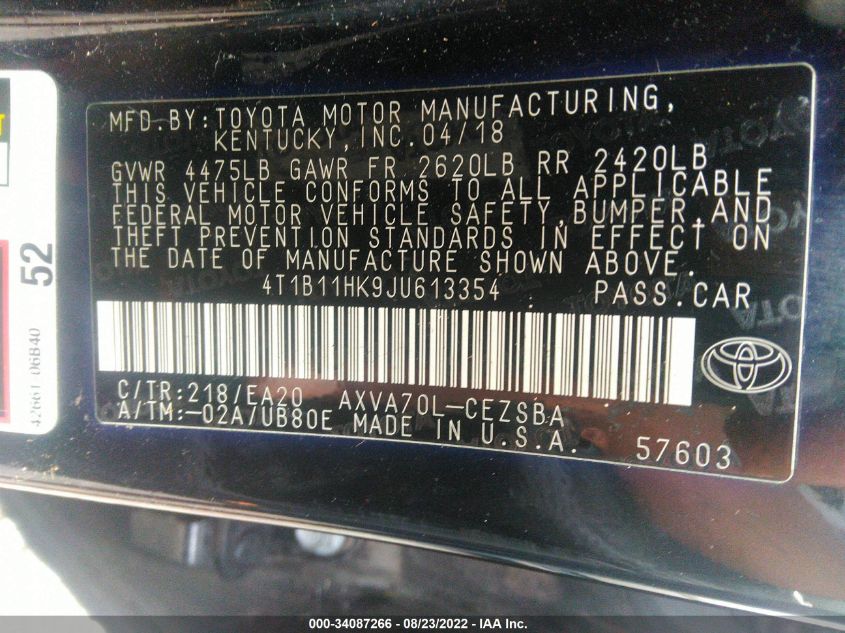 MFD.BY:TOYOTA MOTOR MANUFACTURING,
KENTUCKY,INC.04/18
GVWR 4475LB GAWR FR 2620LB RR 2420LB
THIS VEHICLE CONFORMS TO ALL APPLICABLE
FEDERAL MOTOR VEHICLE SAFETY,BUMPER,AND
THEFT PREVENTION STANDARDS IN EFFECT ON
THE DATE OF MANUFACTURE SHOWN ABOVE.
4T1B11HK9JU613354 PASS.CAR
C/TR:218/EA20 AXVA70L-CEZSBA
A/TM:-02A/UB80E MADE IN U.S.A.
57603
52
42661 06B40
000-34087266 - 08/23/2022 - IAA Inc.